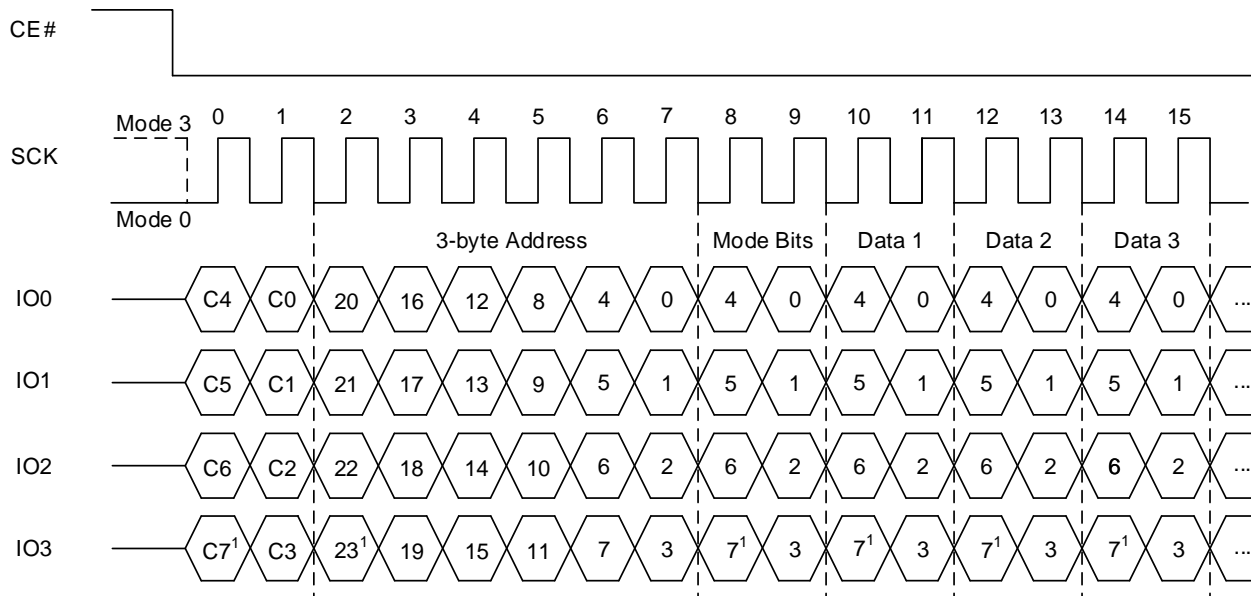 CE#
0 1 2 3 4 5 6 7 8 9 10 11 12 13 14 15
Mode 3
SCK
Mode 0
3-byte Address Mode Bits Data 1 Data 2 Data 3
IO0 C4 C0 20 16 12 8 4 0 4 0 4 0 4 0 4 0 ...
IO1 C5 C1 21 17 13 9 5 1 5 1 5 1 5 1 5 1 ...
IO2 C6 C2 22 18 14 10 6 2 6 2 6 2 6 2 6 2 ...
IO3 C7¹ C3 23¹ 19 15 11 7 3 7¹ 3 7¹ 3 7¹ 3 7¹ 3 ...